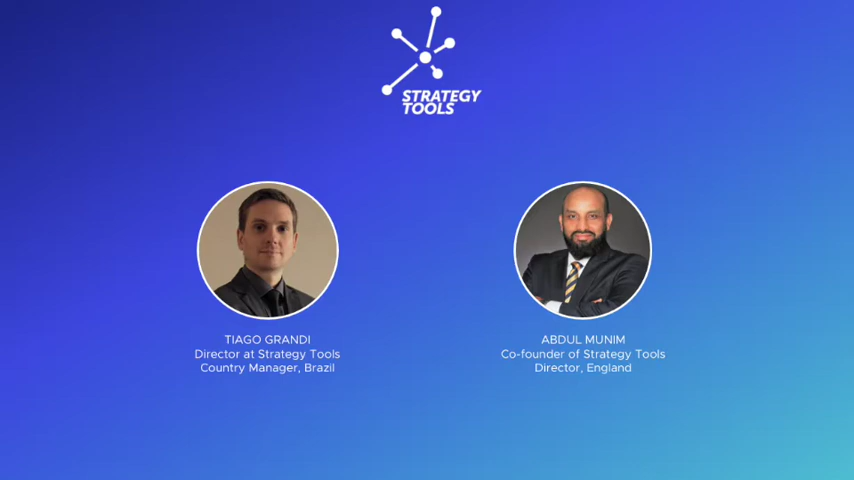 STRATEGY
TOOLS
TIAGO GRANDI
Director at Strategy Tools
Country Manager, Brazil
ABDUL MUNIM
Co-founder of Strategy Tools
Director, England